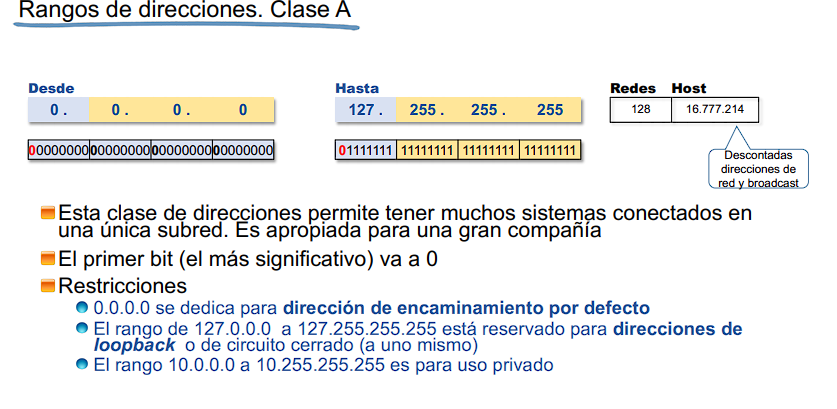 Rangos de direcciones. Clase A
Desde
0 . 0 . 0 . 0
00000000 00000000 00000000 00000000
Hasta
127 . 255 . 255 . 255
01111111 11111111 11111111 11111111
Redes Host
128 16.777.214
Descontadas
direcciones de
red y broadcast
Esta clase de direcciones permite tener muchos sistemas conectados en
una única subred. Es apropiada para una gran compañía
El primer bit (el más significativo) va a 0
Restricciones
0.0.0.0 se dedica para dirección de encaminamiento por defecto
El rango de 127.0.0.0 a 127.255.255.255 está reservado para direcciones de
loopback o de circuito cerrado (a uno mismo)
El rango 10.0.0.0 a 10.255.255.255 es para uso privado